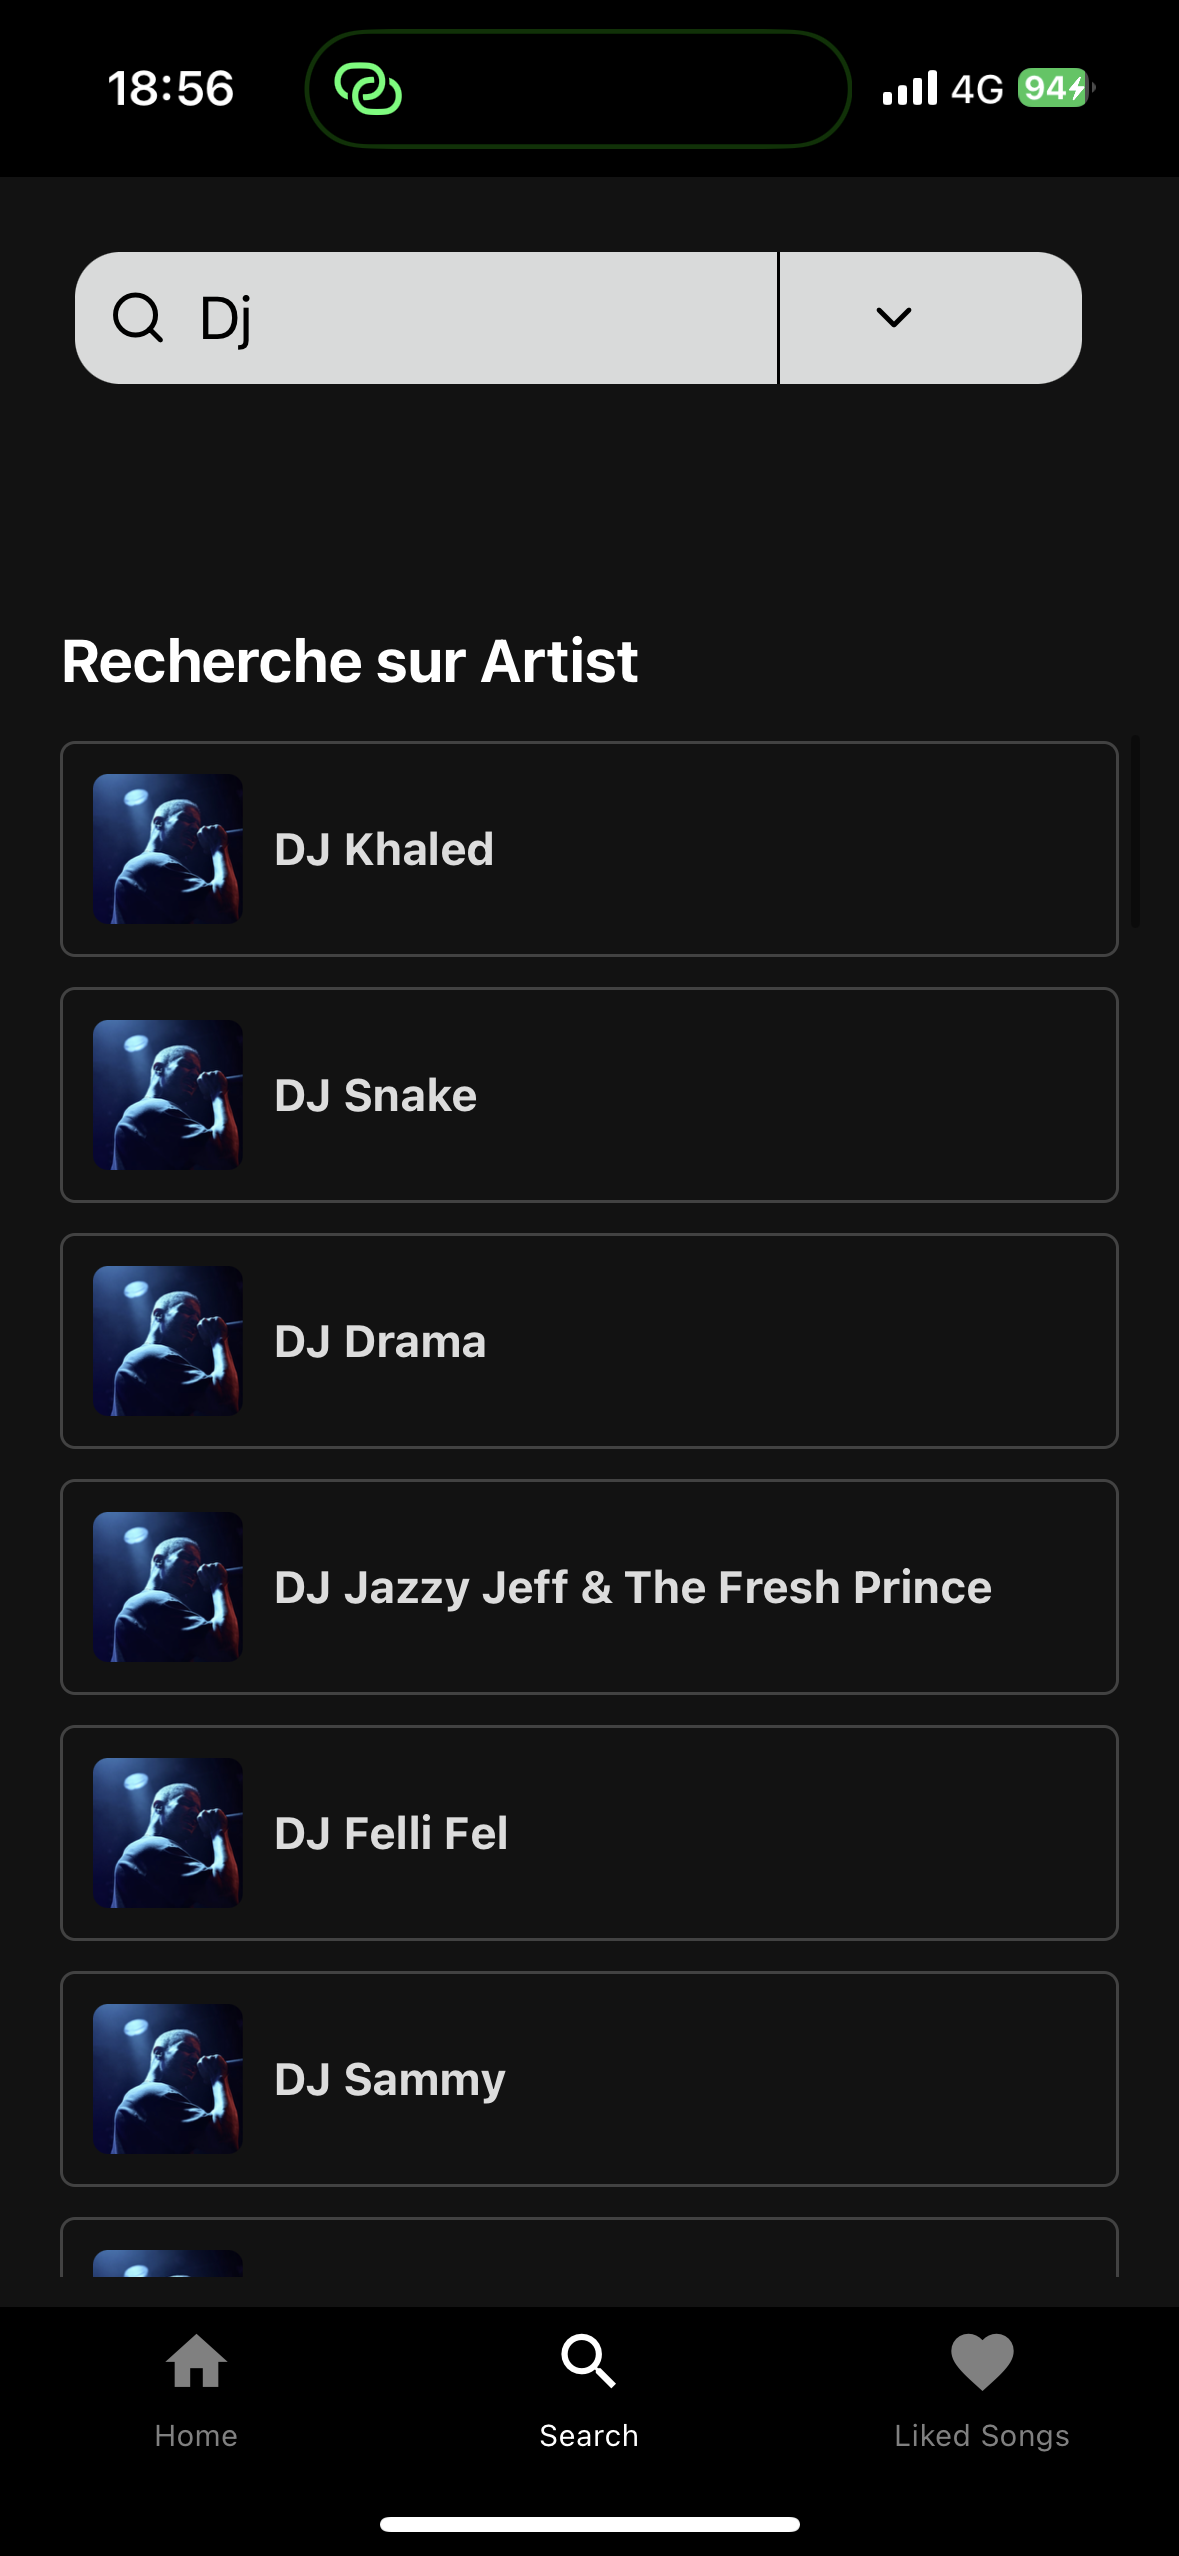 18:56
4G
94
Dj
Recherche sur Artist
DJ Khaled
DJ Snake
DJ Drama
DJ Jazzy Jeff & The Fresh Prince
DJ Felli Fel
DJ Sammy
Home
Search
Liked Songs